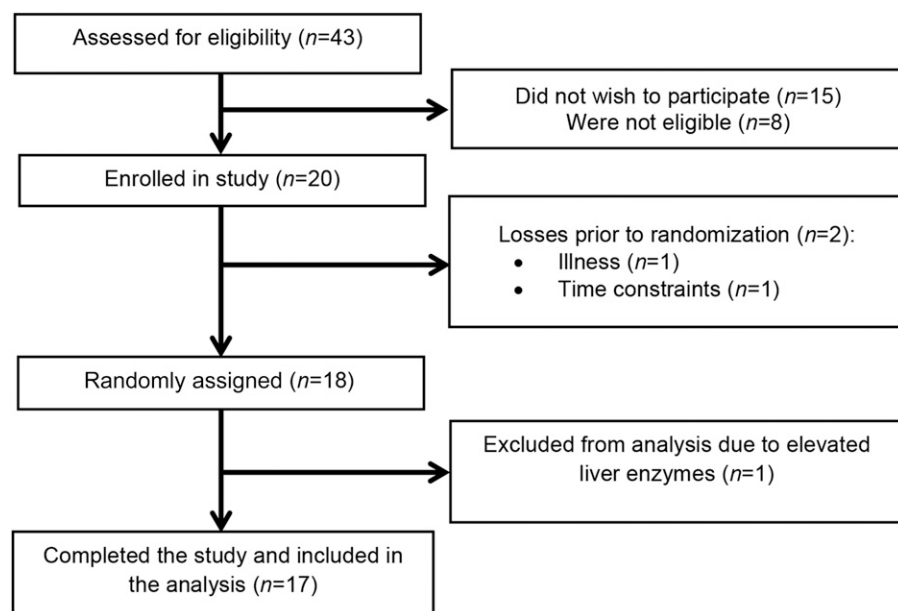 Assessed for eligibility (n=43)
Did not wish to participate (n=15)
Were not eligible (n=8)
Enrolled in study (n=20)
Losses prior to randomization (n=2):
• Illness (n=1)
• Time constraints (n=1)
Randomly assigned (n=18)
Excluded from analysis due to elevated
liver enzymes (n=1)
Completed the study and included in
the analysis (n=17)